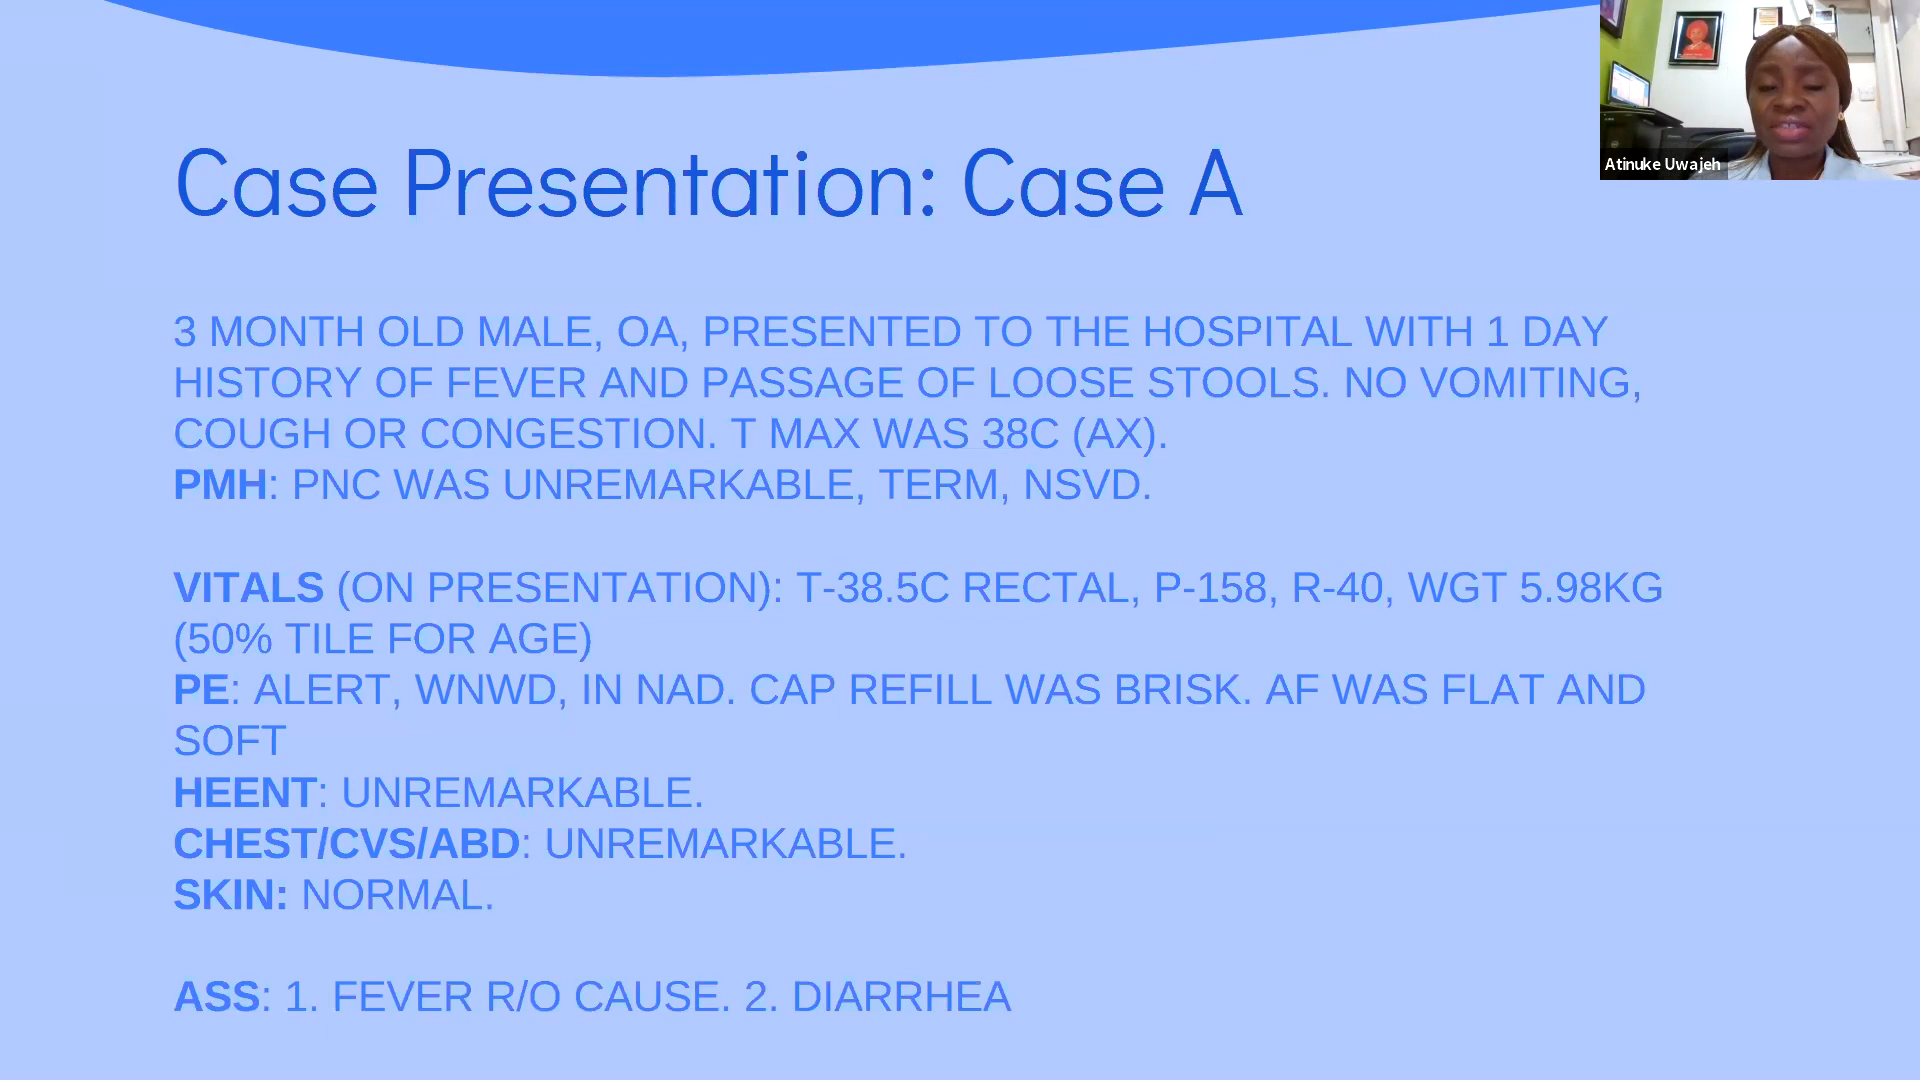 Case Presentation: Case A
Atinuke Uwajeh
3 MONTH OLD MALE, OA, PRESENTED TO THE HOSPITAL WITH 1 DAY
HISTORY OF FEVER AND PASSAGE OF LOOSE STOOLS. NO VOMITING,
COUGH OR CONGESTION. T MAX WAS 38C (AX).
PMH: PNC WAS UNREMARKABLE, TERM, NSVD.
VITALS (ON PRESENTATION): T-38.5C RECTAL, P-158, R-40, WGT 5.98KG
(50% TILE FOR AGE)
PE: ALERT, WNWD, IN NAD. CAP REFILL WAS BRISK. AF WAS FLAT AND
SOFT
HEENT: UNREMARKABLE.
CHEST/CVS/ABD: UNREMARKABLE.
SKIN: NORMAL.
ASS: 1. FEVER R/O CAUSE. 2. DIARRHEA